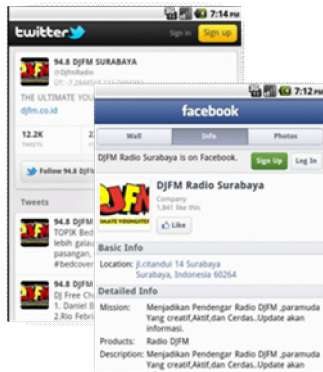 7:14 PM
twitter
Sign in
Sign up
94.8 DJFM SURABAYA
@DjfmRadio
THE ULTIMATE YOU
djfm.co.id
12.2K
TWEETS
Follow 94.8 DJF
Tweets
94.8 DJFM
TOPIK Bed
lebih galau
pasangan,
#bedcover
94.8 DJFM
DJ Free Ch
1. Daniel B
2.Rio Febri
7:12 PM
facebook
Wall
Info
Photos
DJFM Radio Surabaya is on Facebook.
Sign Up
Log In
DJFM
DJFM Radio Surabaya
Company
1,841 like this
Like
Basic Info
Location: jl.citandui 14 Surabaya
Surabaya, Indonesia 60264
Detailed Info
Mission: Menjadikan Pendengar Radio DJFM ,paramuda
Yang creatif,Aktif,dan Cerdas..Update akan
informasi.
Products: Radio DJFM
Description: Menjadikan Pendengar Radio DJFM ,paramuda
Yang creatif,Aktif,dan Cerdas..Update akan